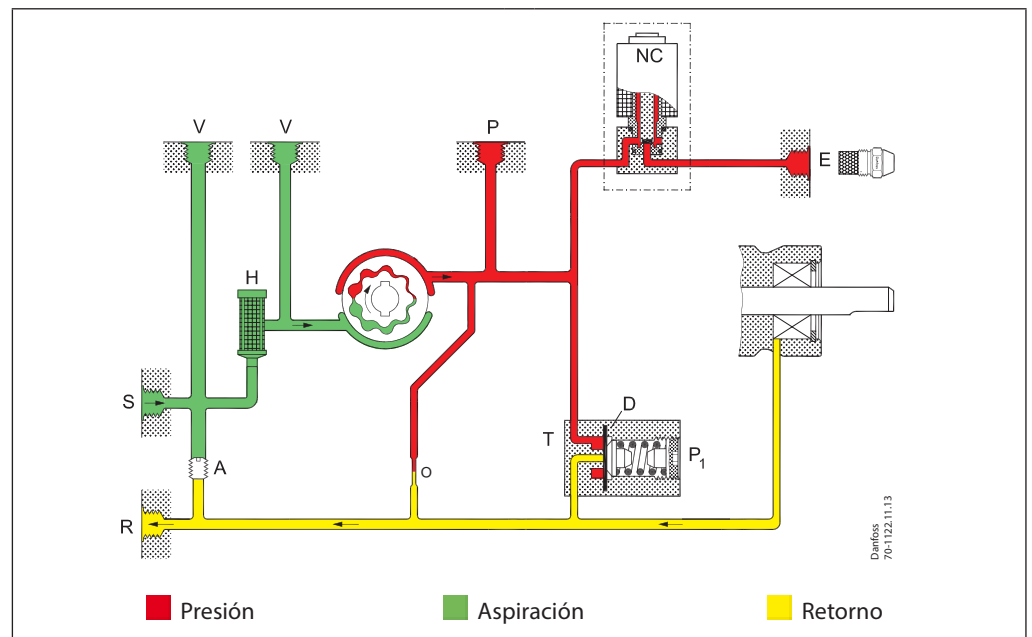 NC
V V P
E
H
S
D
T P1
A
O
R
Danfoss
70-1122.11.13
Presión Aspiración Retorno